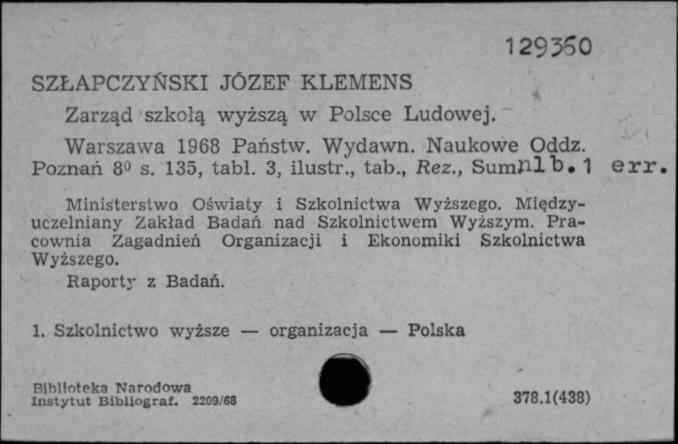 129360
SZŁAPCZYŃSKI JÓZEF KLEMENS
Zarząd szkołą wyższą w Polsce Ludowej.
Warszawa 1968 Państw. Wydawn. Naukowe Oddz.
Poznań 8⁰ s. 135, tabl. 3, ilustr., tab., Rez., Sum nlb. 1 err.
Ministerstwo Oświaty i Szkolnictwa Wyższego. Między-
uczelniany Zakład Badań nad Szkolnictwem Wyższym. Pra-
cownia Zagadnień Organizacji i Ekonomiki Szkolnictwa
Wyższego.
Raporty z Badań.
1. Szkolnictwo wyższe — organizacja — Polska
Biblioteka Narodowa
Instytut Bibliograf. 2209/68
378.1(438)